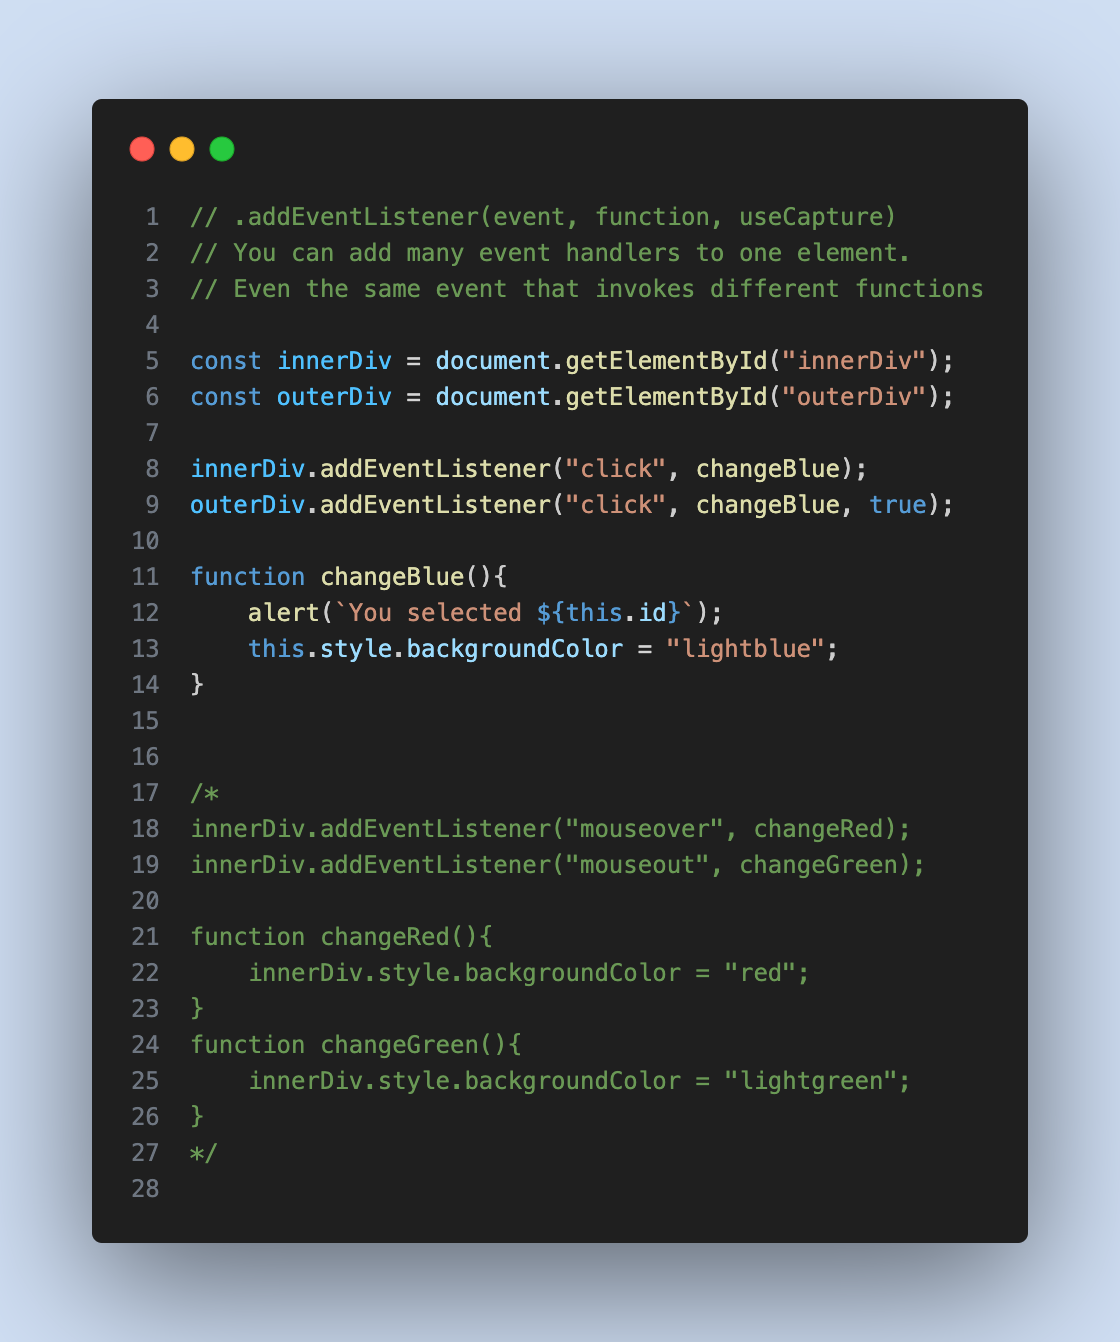 1 // .addEventListener(event, function, useCapture)
2 // You can add many event handlers to one element.
3 // Even the same event that invokes different functions
4
5 const innerDiv = document.getElementById("innerDiv");
6 const outerDiv = document.getElementById("outerDiv");
7
8 innerDiv.addEventListener("click", changeBlue);
9 outerDiv.addEventListener("click", changeBlue, true);
10
11 function changeBlue(){
12     alert(`You selected ${this.id}`);
13     this.style.backgroundColor = "lightblue";
14 }
15
16
17 /*
18 innerDiv.addEventListener("mouseover", changeRed);
19 innerDiv.addEventListener("mouseout", changeGreen);
20
21 function changeRed(){
22     innerDiv.style.backgroundColor = "red";
23 }
24 function changeGreen(){
25     innerDiv.style.backgroundColor = "lightgreen";
26 }
27 */
28